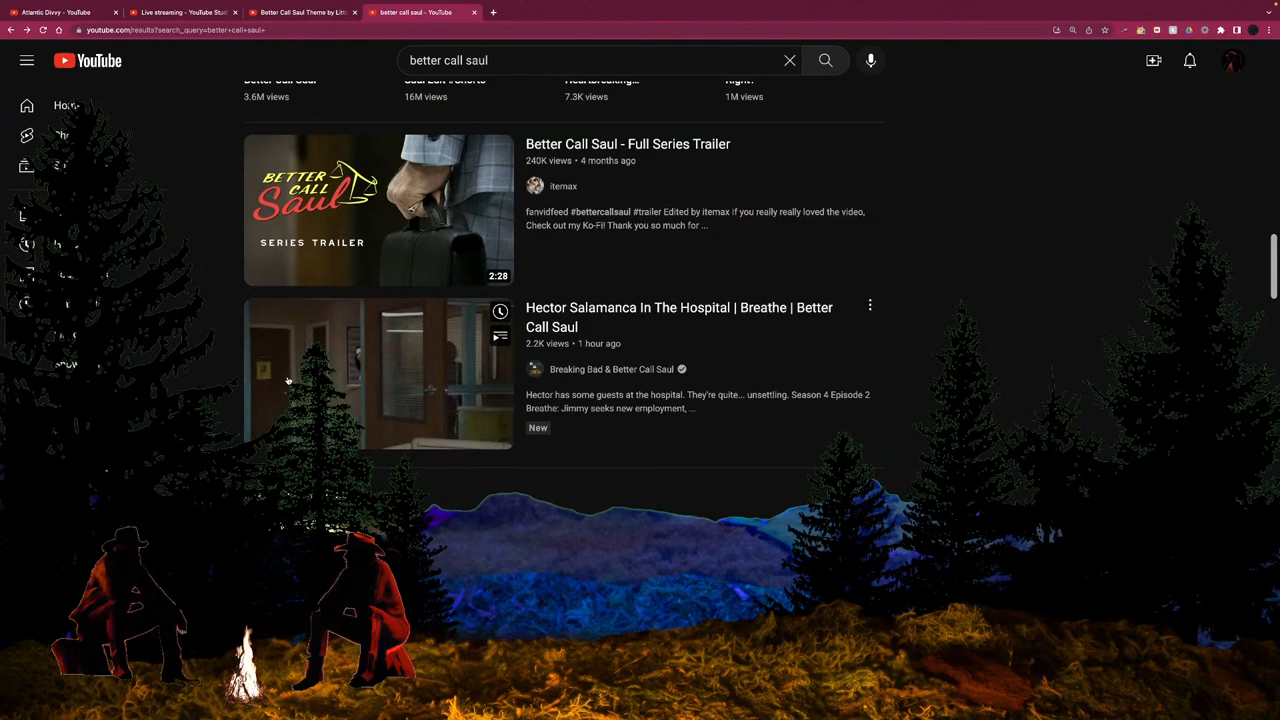 Atlantic Divvy - YouTube
Live streaming - YouTube Stud
Better Call Saul Theme by Littl
better call saul - YouTube
youtube.com/results?search_query=better+call+saul+
YouTube
better call saul
3.6M views
16M views
7.3K views
1M views
BETTER
CALL
Saul
SERIES TRAILER
2:28
Better Call Saul - Full Series Trailer
240K views • 4 months ago
itemax
fanvidfeed #bettercallsaul #trailer Edited by itemax If you really really loved the video,
Check out my Ko-Fi! Thank you so much for ...
Hector Salamanca In The Hospital | Breathe | Better
Call Saul
2.2K views • 1 hour ago
Breaking Bad & Better Call Saul
Hector has some guests at the hospital. They're quite... unsettling. Season 4 Episode 2
Breathe: Jimmy seeks new employment, ...
New